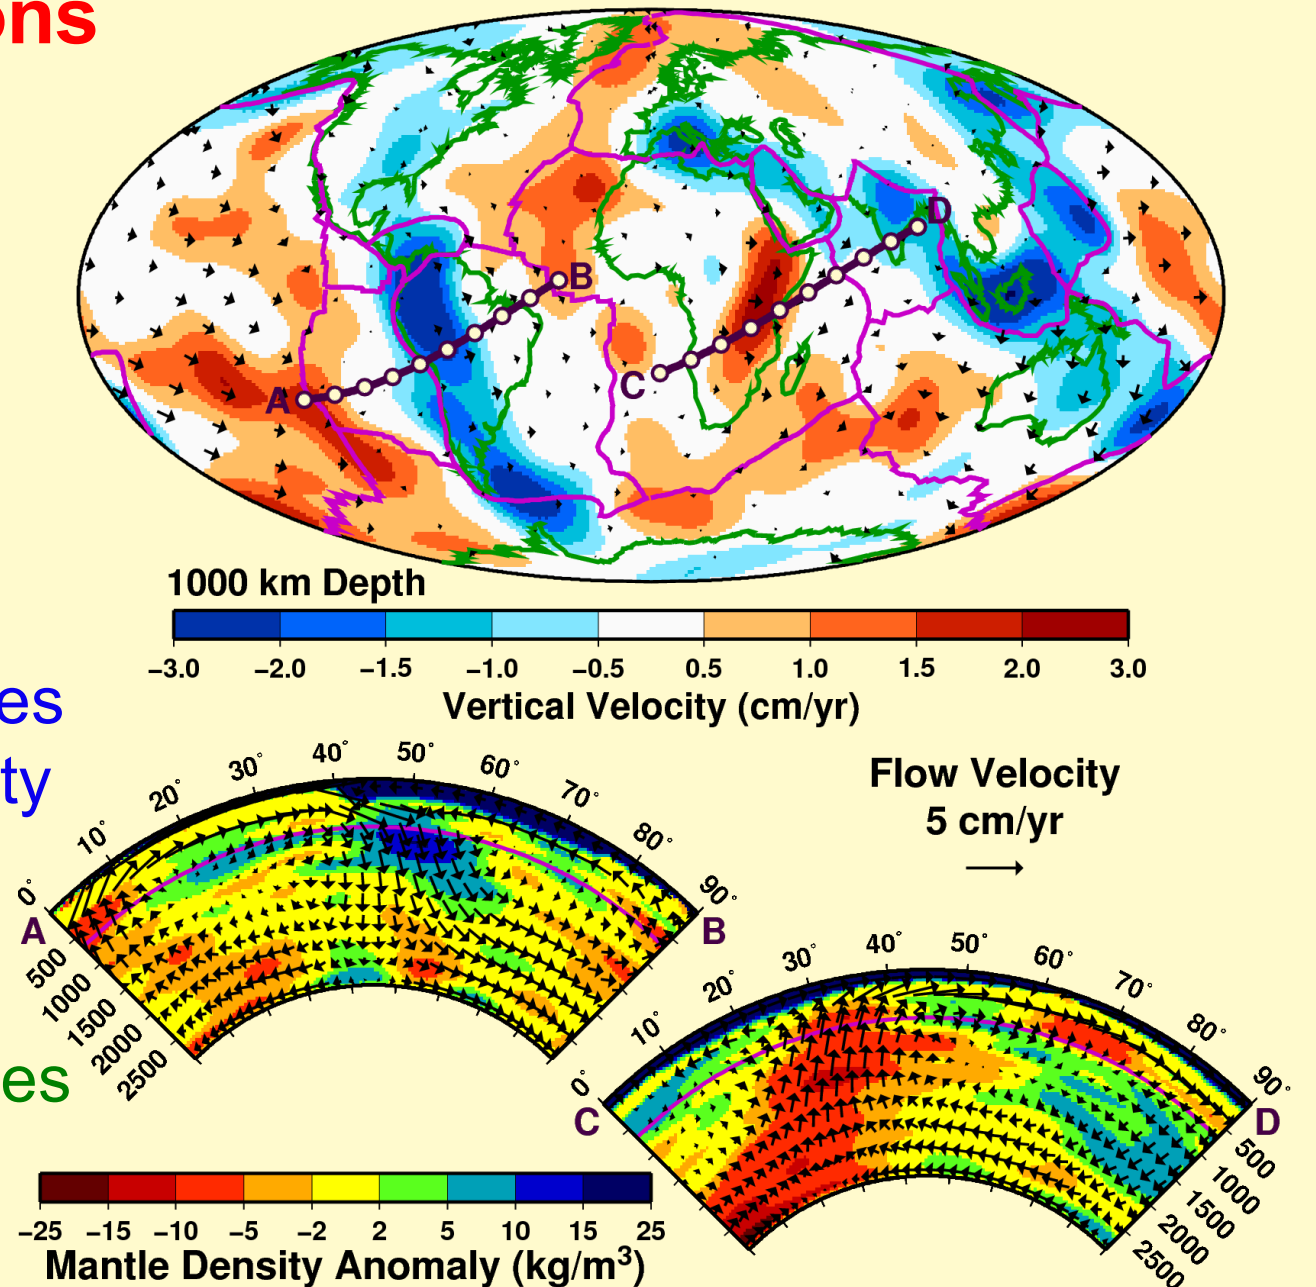 ons
B
D
A
C
1000 km Depth
−3.0 −2.0 −1.5 −1.0 −0.5 0.5 1.0 1.5 2.0 3.0
Vertical Velocity (cm/yr)
es
ty
0° 10° 20° 30° 40° 50° 60° 70° 80° 90°
A B
500
1000
1500
2000
2500
Flow Velocity
5 cm/yr
0° 10° 20° 30° 40° 50° 60° 70° 80° 90°
C D
500
1000
1500
2000
2500
es
−25 −15 −10 −5 −2 2 5 10 15 25
Mantle Density Anomaly (kg/m³)